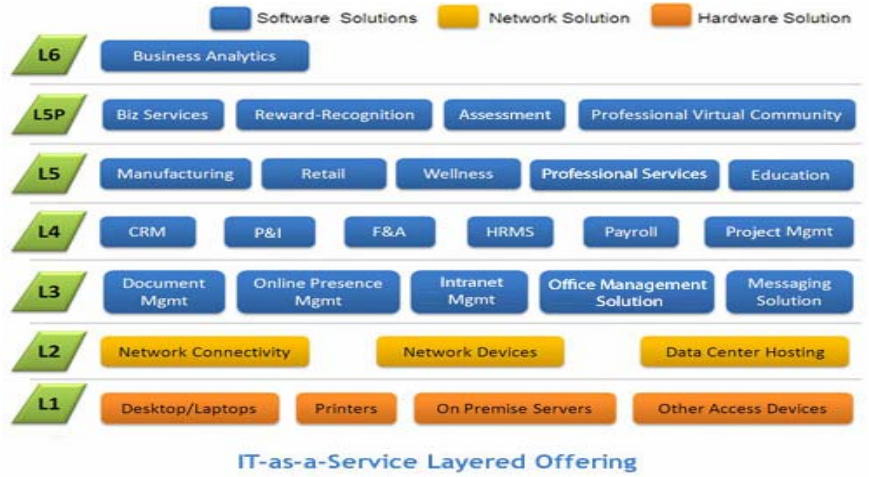 Software Solutions Network Solution Hardware Solution
L6 Business Analytics
L5P Biz Services Reward-Recognition Assessment Professional Virtual Community
L5 Manufacturing Retail Wellness Professional Services Education
L4 CRM P&I F&A HRMS Payroll Project Mgmt
L3
Document
Mgmt
Online Presence
Mgmt
Intranet
Mgmt
Office Management
Solution
Messaging
Solution
L2 Network Connectivity Network Devices Data Center Hosting
L1 Desktop/Laptops Printers On Premise Servers Other Access Devices
IT-as-a-Service Layered Offering